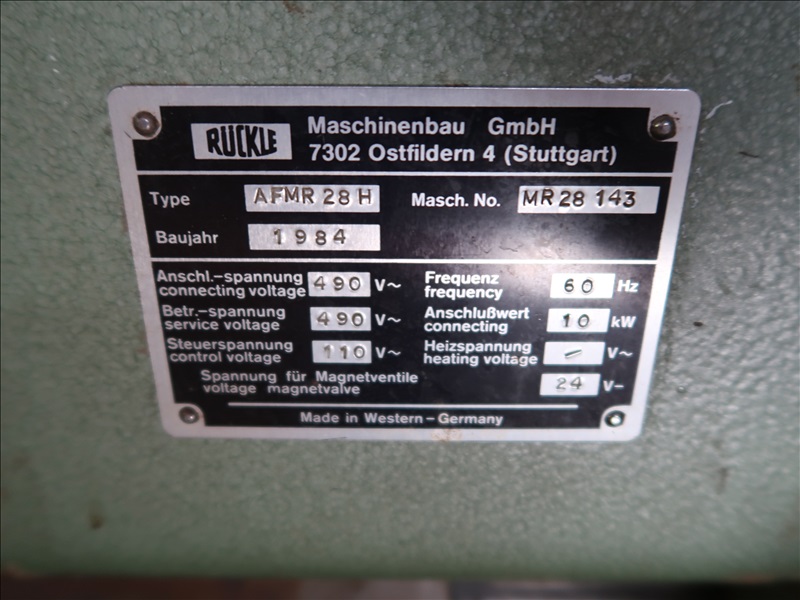 RÜCKLE Maschinenbau GmbH
7302 Ostfildern 4 (Stuttgart)
Type AFMR 28 H Masch. No. MR 28 143
Baujahr 1984
Anschl.-spannung Frequenz
connecting voltage 490 V~ frequency 60 Hz
Betr.-spannung Anschlußwert
service voltage 490 V~ connecting 10 kW
Steuerspannung Heizspannung
control voltage 110 V~ heating voltage – V~
Spannung für Magnetventile
voltage magnetvalve 24 V–
Made in Western-Germany